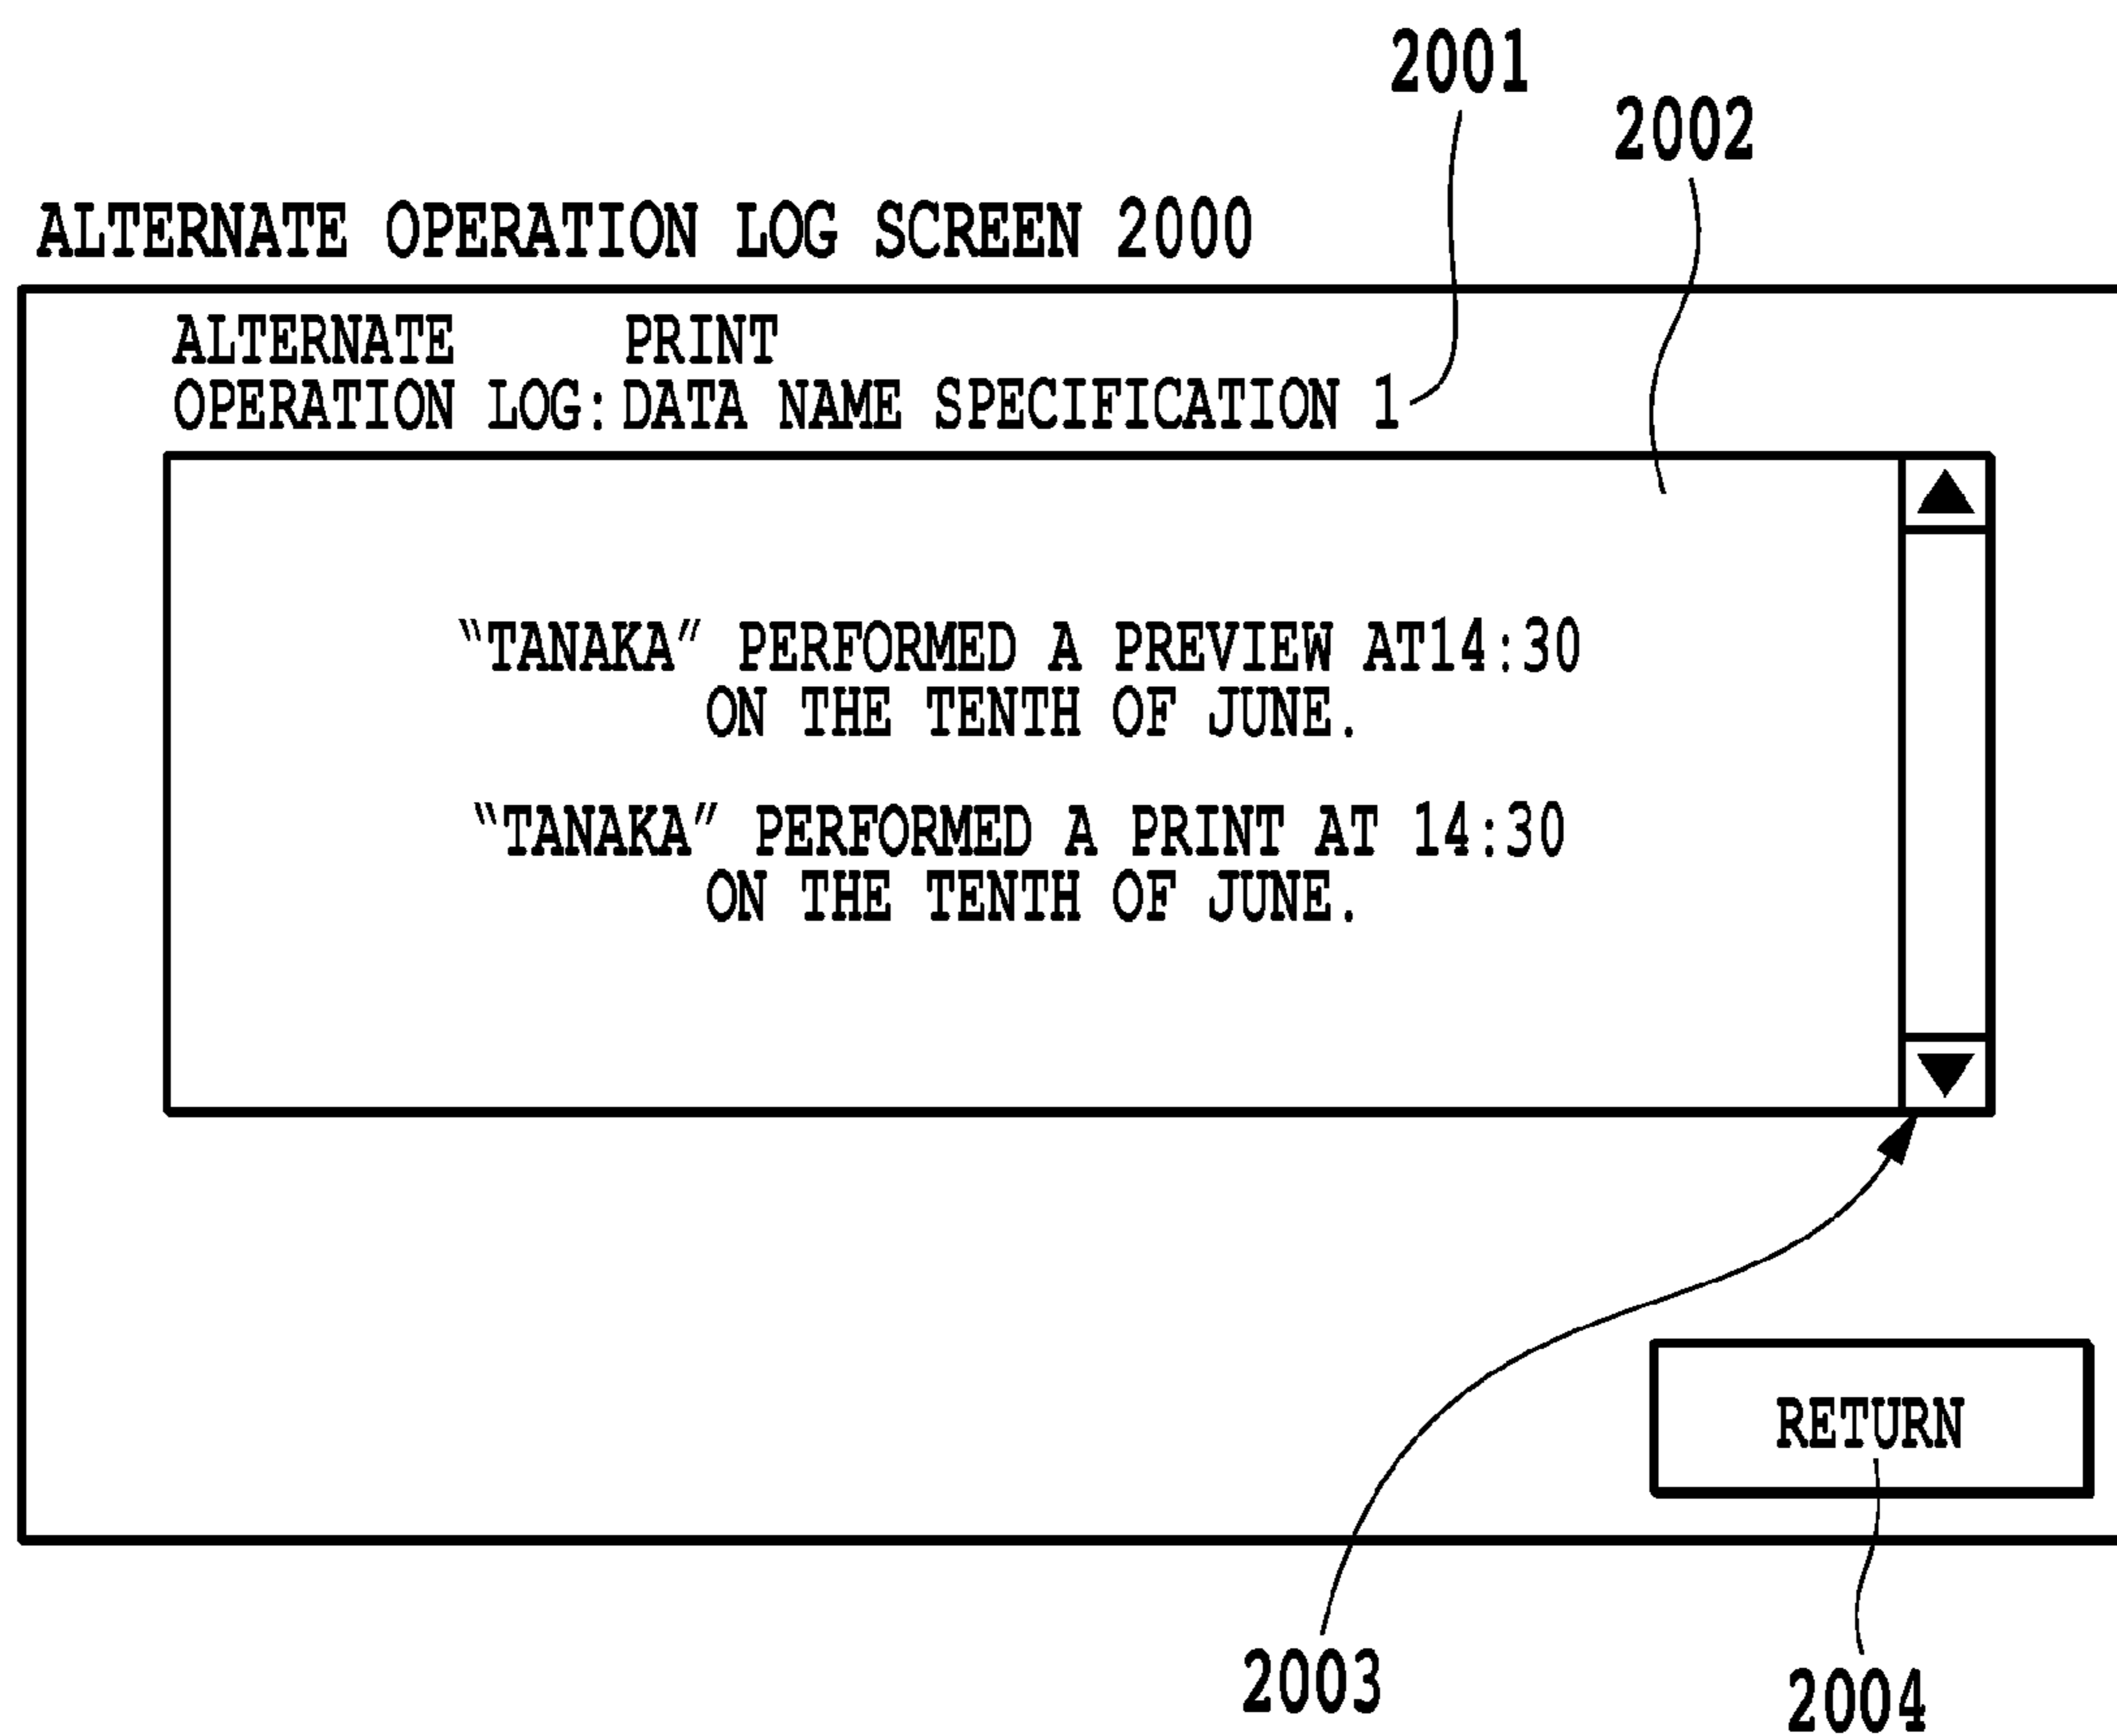 2001
2002
ALTERNATE OPERATION LOG SCREEN 2000
ALTERNATE PRINT
OPERATION LOG: DATA NAME SPECIFICATION 1
“TANAKA” PERFORMED A PREVIEW AT14:30
ON THE TENTH OF JUNE.
“TANAKA” PERFORMED A PRINT AT 14:30
ON THE TENTH OF JUNE.
RETURN
2003
2004